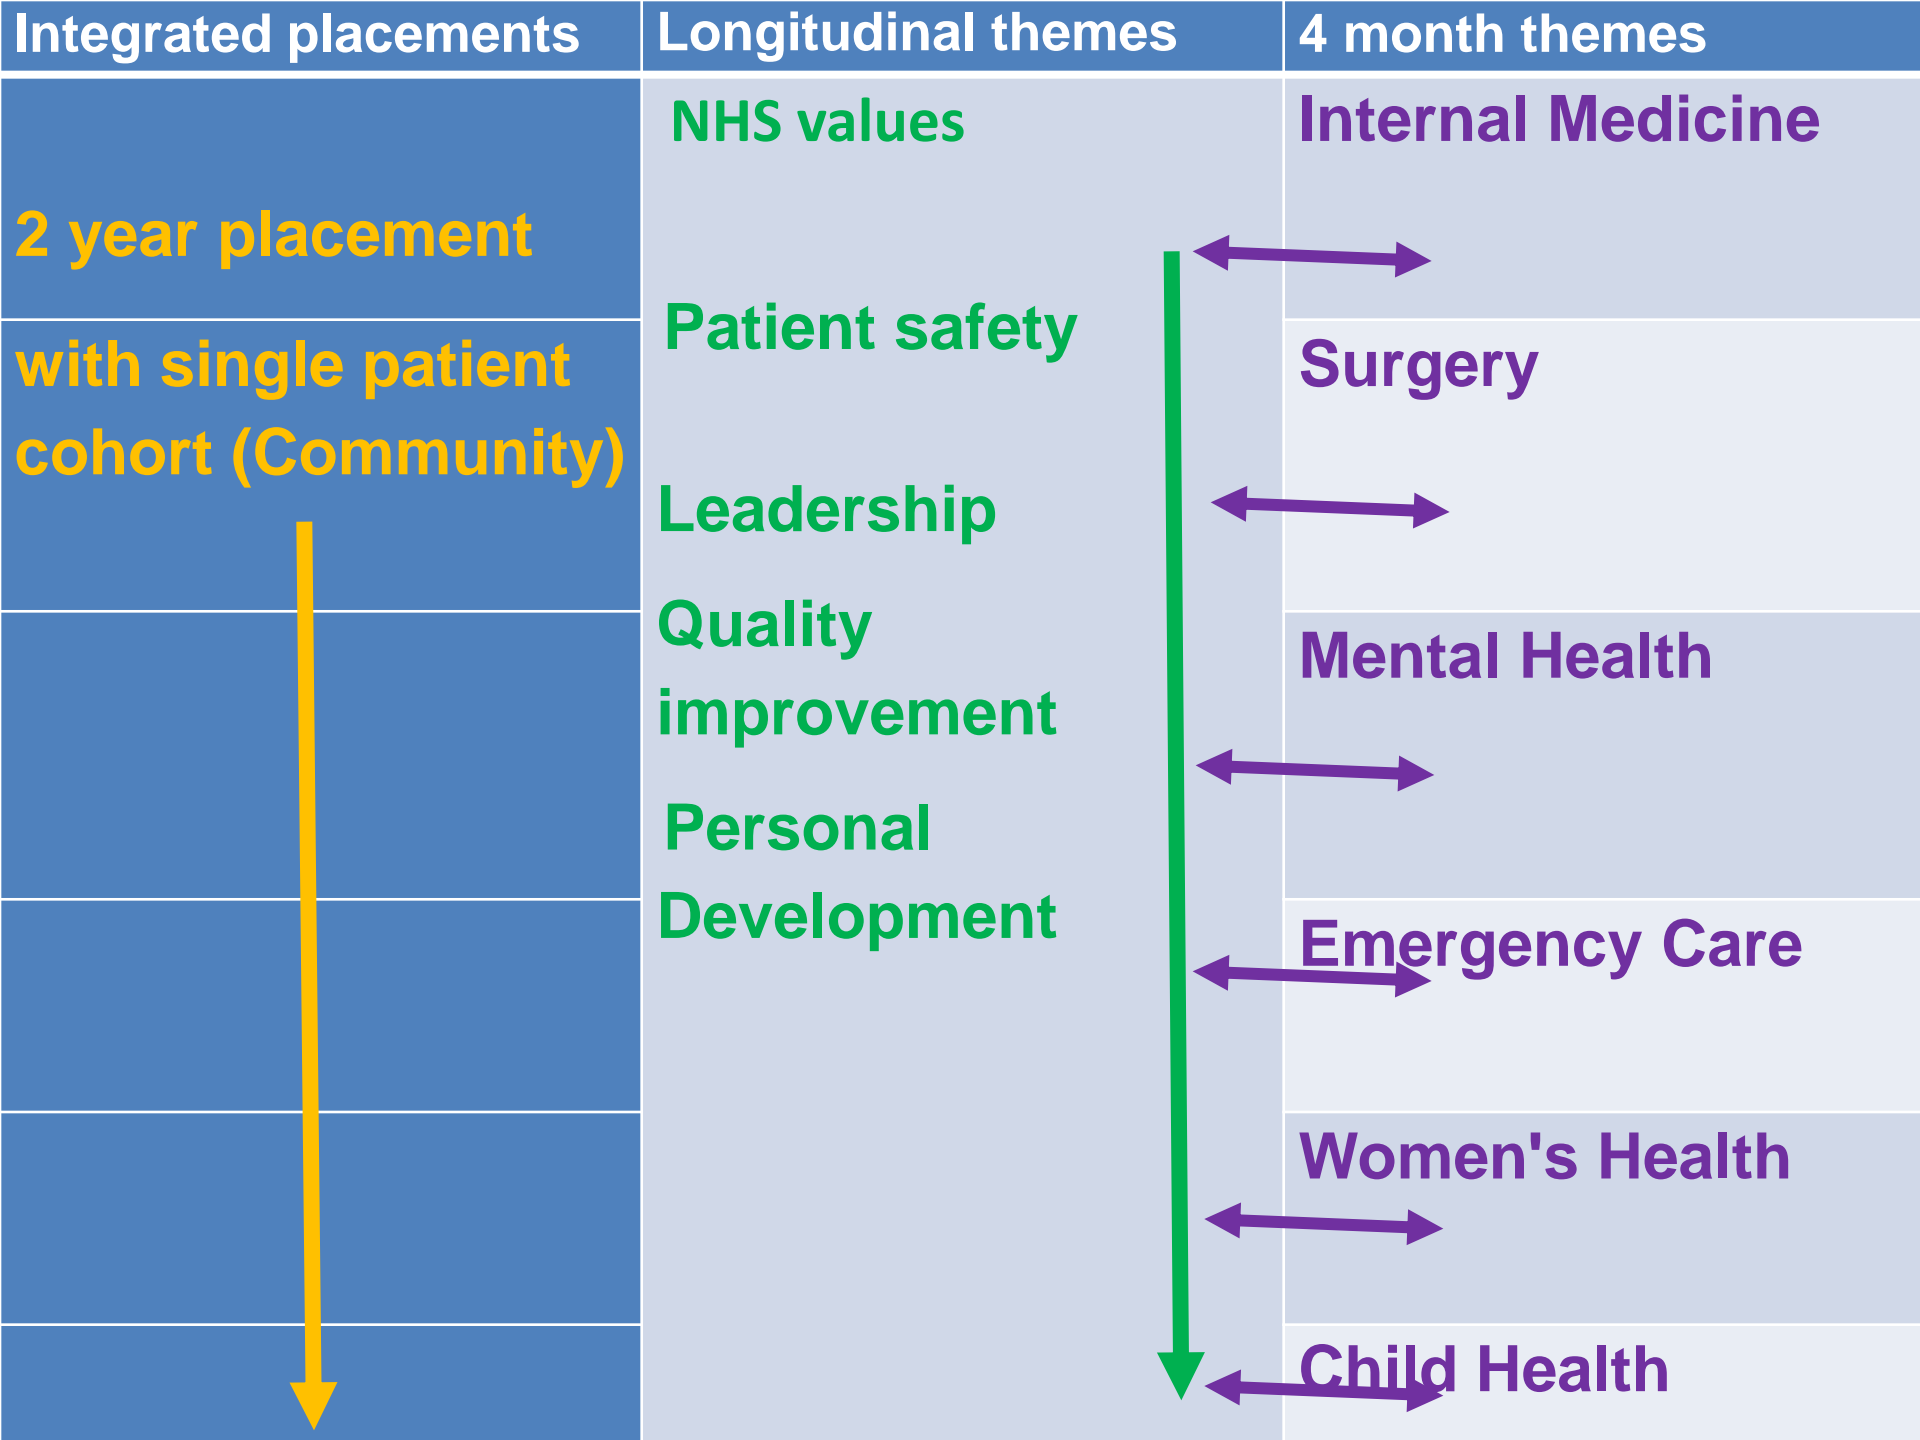 Integrated placements
Longitudinal themes
4 month themes
2 year placement
with single patient
cohort (Community)
NHS values
Patient safety
Leadership
Quality
improvement
Personal
Development
Internal Medicine
Surgery
Mental Health
Emergency Care
Women's Health
Child Health